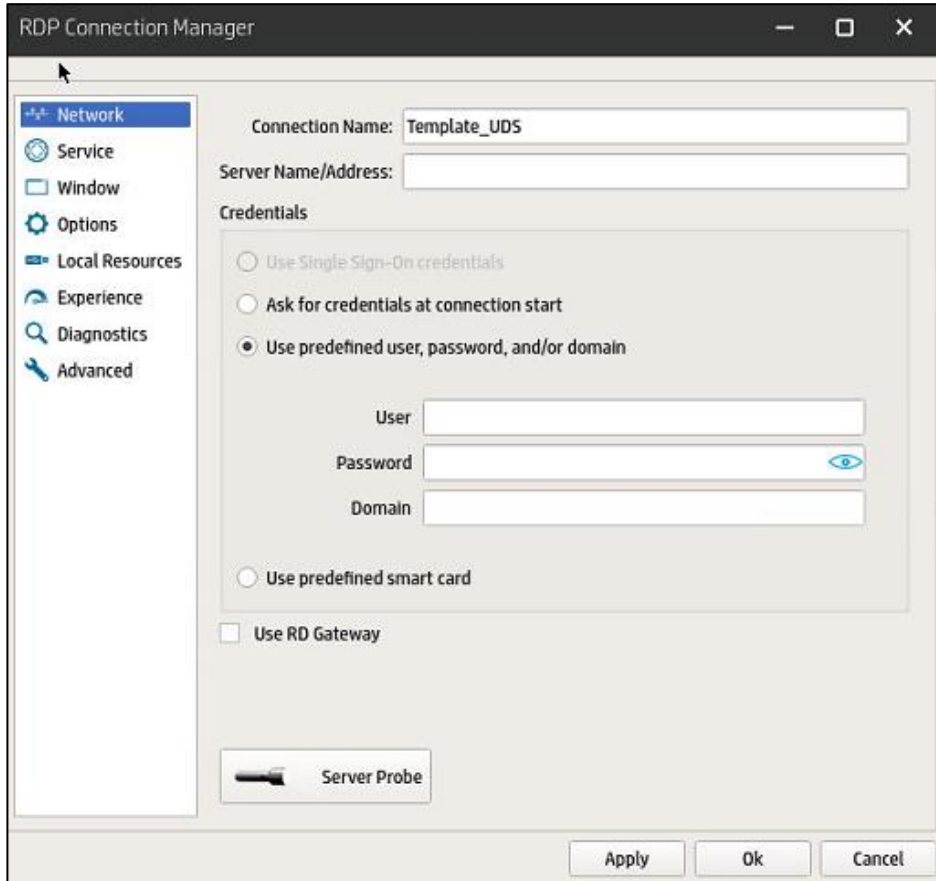 RDP Connection Manager
Network
Service
Window
Options
Local Resources
Experience
Diagnostics
Advanced
Connection Name: Template_UDS
Server Name/Address:
Credentials
Use Single Sign-On credentials
Ask for credentials at connection start
Use predefined user, password, and/or domain
User
Password
Domain
Use predefined smart card
Use RD Gateway
Server Probe
Apply Ok Cancel